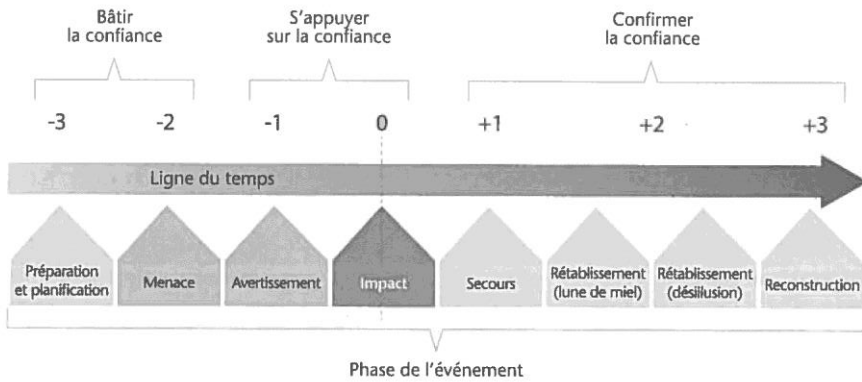 Bâtir
la confiance
S'appuyer
sur la confiance
Confirmer
la confiance
-3 -2 -1 0 +1 +2 +3
Ligne du temps
Préparation
et planification
Menace
Avertissement
Impact
Secours
Rétablissement
(lune de miel)
Rétablissement
(désillusion)
Reconstruction
Phase de l'événement